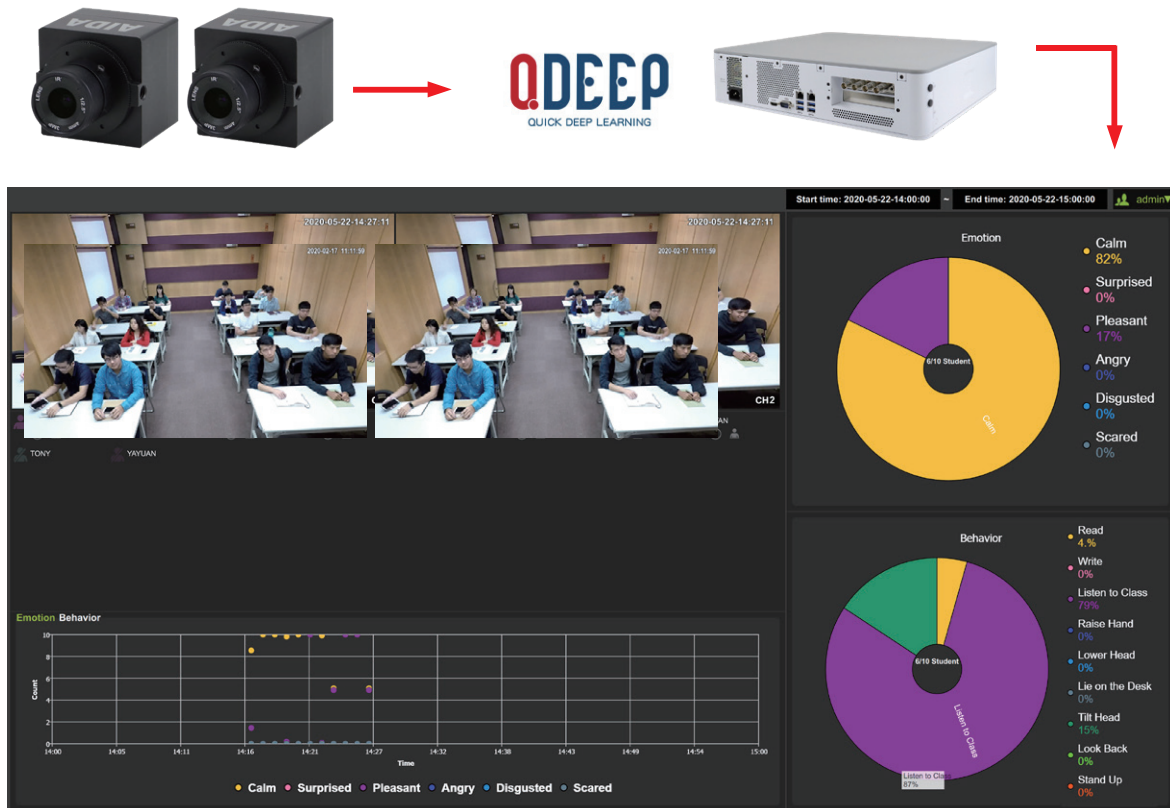 AIDA
AIDA
QDEEP
QUICK DEEP LEARNING
Start time: 2020-05-22-14:00:00 ~ End time: 2020-05-22-15:00:00 admin
2020-05-22-14:27:11
2020-05-22-14:27:11
2020-02-17 11:11:59
2020-02-17 11:11:59
CH2
AN
TONY
YAYUAN
Emotion
6/10 Student
Calm
Calm
82%
Surprised
0%
Pleasant
17%
Angry
0%
Disgusted
0%
Scared
0%
Behavior
6/10 Student
Listen to Class
Listen to Class
87%
Read
4.%
Write
0%
Listen to Class
79%
Raise Hand
0%
Lower Head
0%
Lie on the Desk
0%
Tilt Head
15%
Look Back
0%
Stand Up
0%
Emotion Behavior
Count
10
8
6
4
2
0
14:00 14:05 14:11 14:16 14:21 14:27 14:32 14:38 14:43 14:49 14:54 15:00
Time
Calm Surprised Pleasant Angry Disgusted Scared